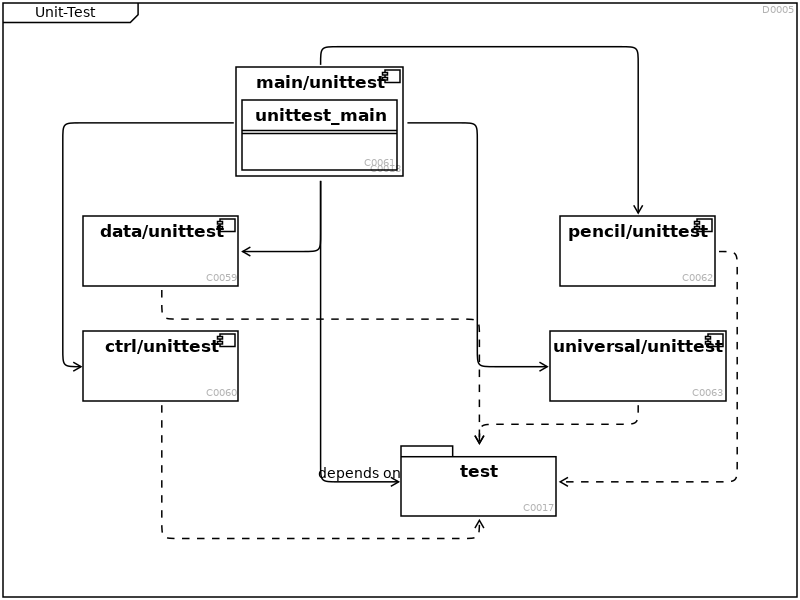 Unit-Test
D0005
main/unittest
unittest_main
C0061
data/unittest
C0059
pencil/unittest
C0062
ctrl/unittest
C0060
universal/unittest
C0063
depends on
test
C0017